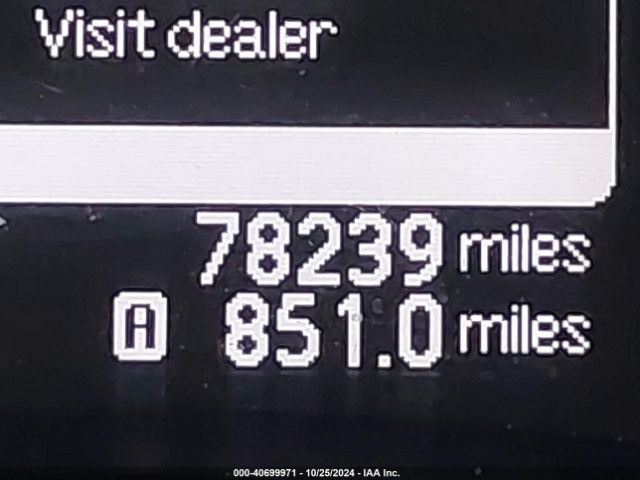 Visit dealer
78239 miles
A 851.0 miles
000-40699971 - 10/25/2024 - IAA Inc.